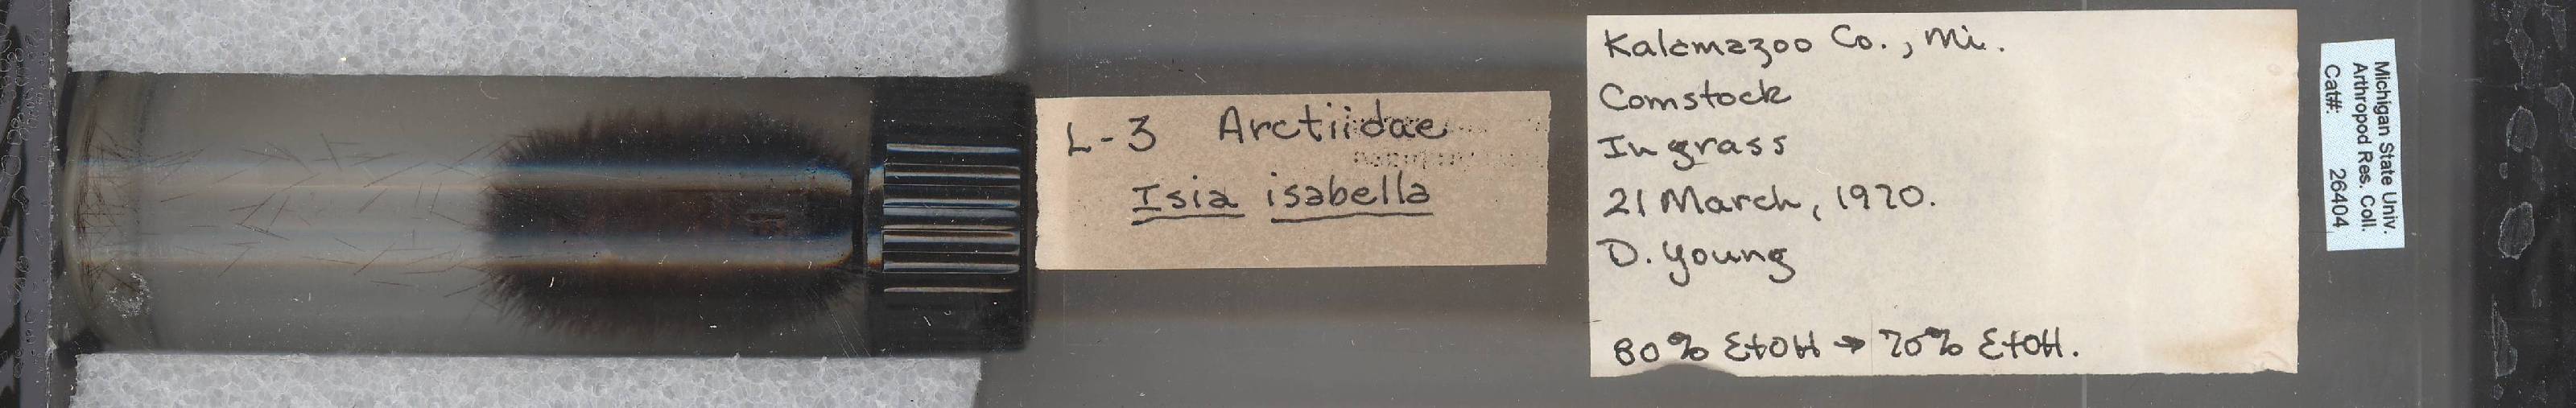 L-3 Arctiidae
Isia isabella
Kalamazoo Co., Mi.
Comstock
In grass
21 March, 1970.
D. Young
80% EtOH → 70% EtOH.
Michigan State Univ.
Arthropod Res. Coll.
Cat#: 26404